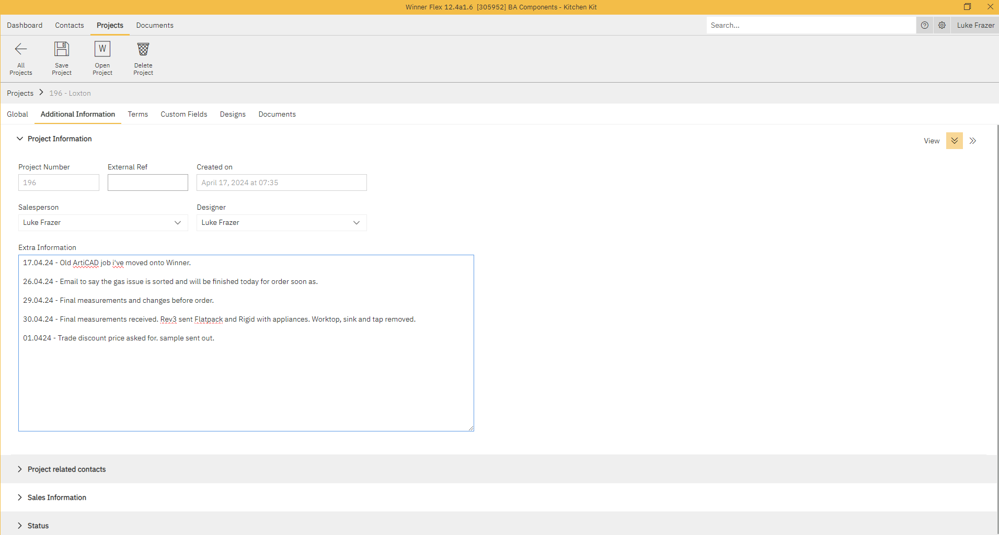 Winner Flex 12.4a1.6 [305952] BA Components - Kitchen Kit
Dashboard Contacts Projects Documents Search... Luke Frazer
W
All Projects
Save Project
Open Project
Delete Project
Projects 196 - Loxton
Global Additional Information Terms Custom Fields Designs Documents
Project Information
View
Project Number External Ref Created on
196 April 17, 2024 at 07:35
Salesperson Designer
Luke Frazer Luke Frazer
Extra Information
17.04.24 - Old ArtiCAD job i've moved onto Winner.
26.04.24 - Email to say the gas issue is sorted and will be finished today for order soon as.
29.04.24 - Final measurements and changes before order.
30.04.24 - Final measurements received. Rev3 sent Flatpack and Rigid with appliances. Worktop, sink and tap removed.
01.0424 - Trade discount price asked for. sample sent out.
Project related contacts
Sales Information
Status